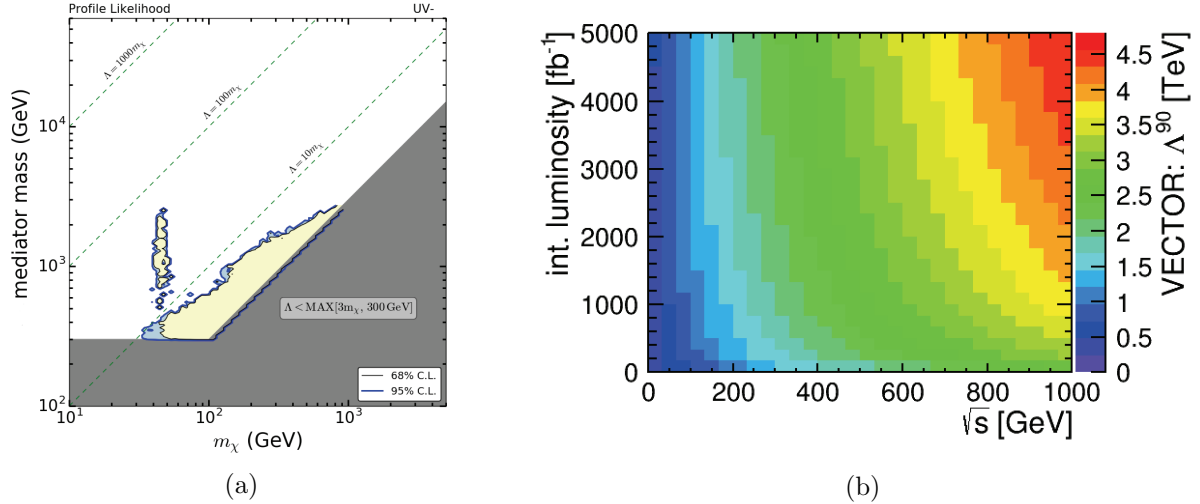 Profile Likelihood UV-
mediator mass (GeV)
10^4
10^3
10^2
Λ = 1000m_χ
Λ = 100m_χ
Λ = 10m_χ
Λ < MAX[3m_χ, 300 GeV]
68% C.L.
95% C.L.
10^1 10^2 10^3
m_χ (GeV)
(a)
int. luminosity [fb^-1]
5000
4000
3000
2000
1000
0
0 200 400 600 800 1000
√s [GeV]
4.5
4
3.5
3
2.5
2
1.5
1
0.5
0
VECTOR: Λ^90 [TeV]
(b)